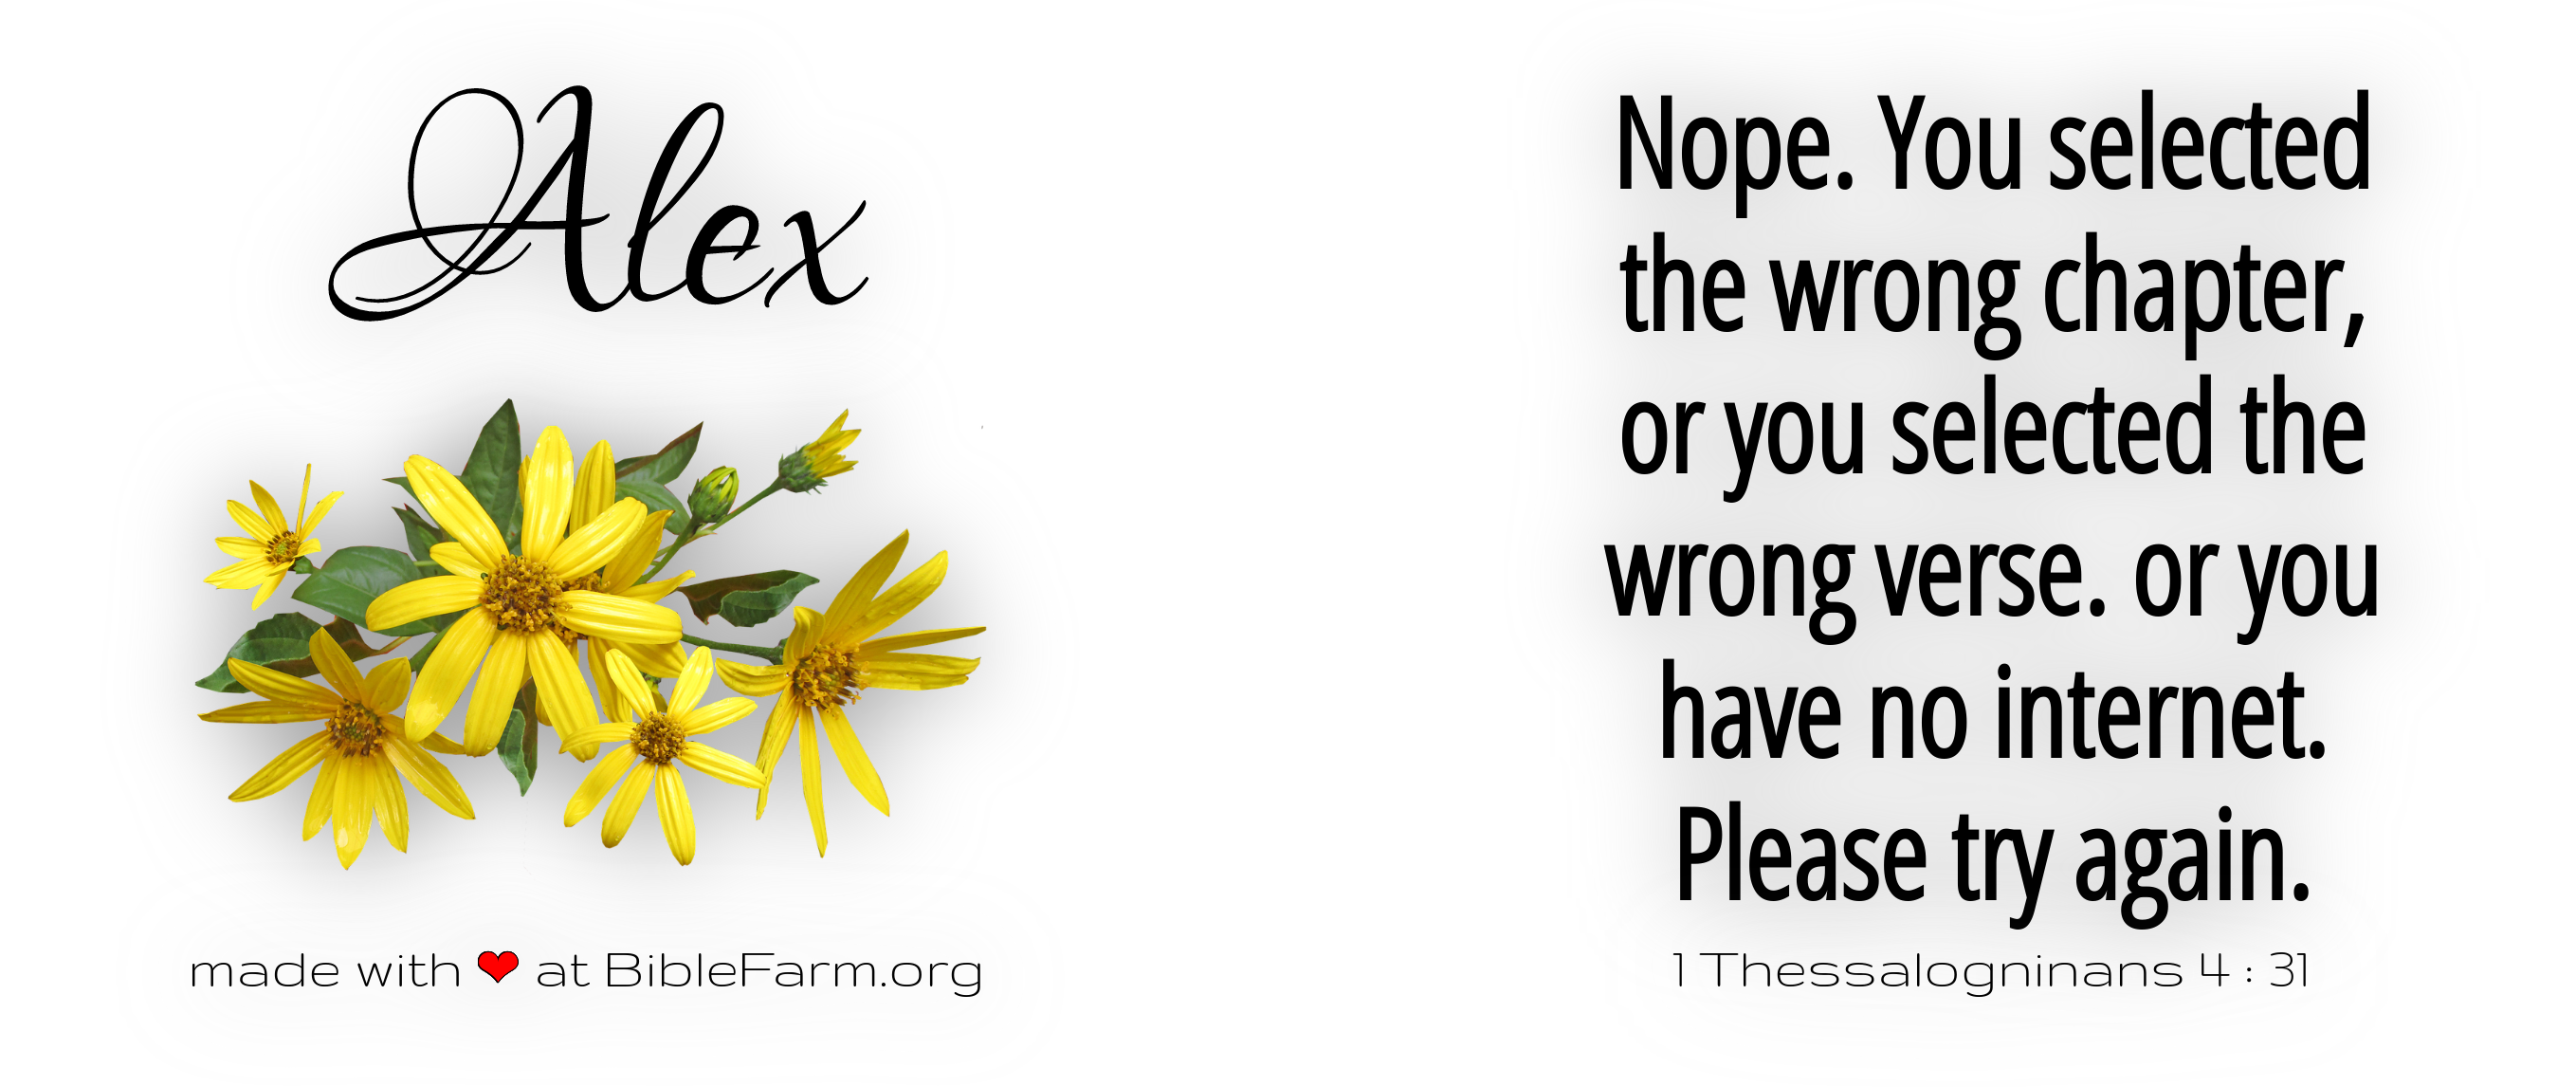 Alex
made with ❤ at BibleFarm.org
Nope. You selected
the wrong chapter,
or you selected the
wrong verse. or you
have no internet.
Please try again.
1 Thessalogninans 4 : 31